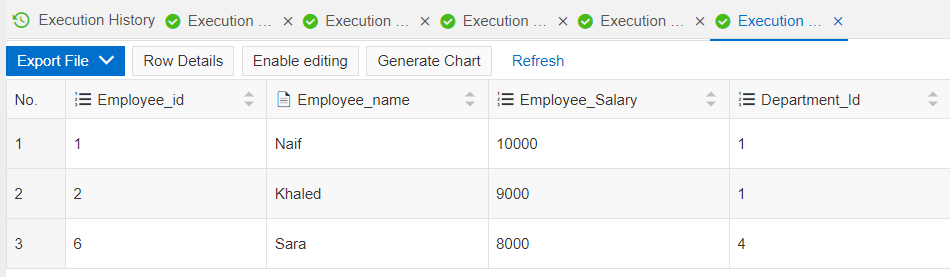 Execution History Execution ... × Execution ... × Execution ... × Execution ... × Execution ... ×
Export File Row Details Enable editing Generate Chart Refresh
No. Employee_id Employee_name Employee_Salary Department_Id
1 1 Naif 10000 1
2 2 Khaled 9000 1
3 6 Sara 8000 4